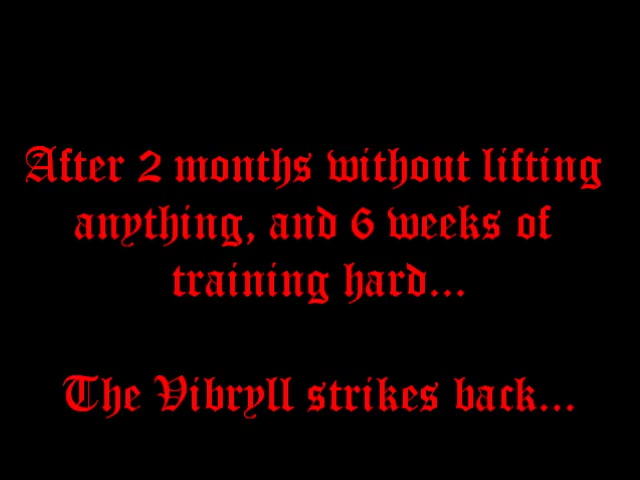 After 2 months without lifting
anything, and 6 weeks of
training hard...
The Vibryll strikes back...